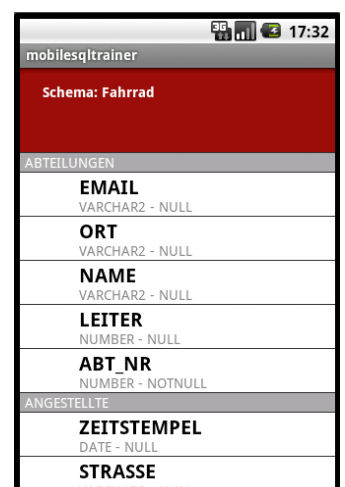 3G 17:32
mobilesqltrainer
Schema: Fahrrad
ABTEILUNGEN
EMAIL
VARCHAR2 - NULL
ORT
VARCHAR2 - NULL
NAME
VARCHAR2 - NULL
LEITER
NUMBER - NULL
ABT_NR
NUMBER - NOTNULL
ANGESTELLTE
ZEITSTEMPEL
DATE - NULL
STRASSE